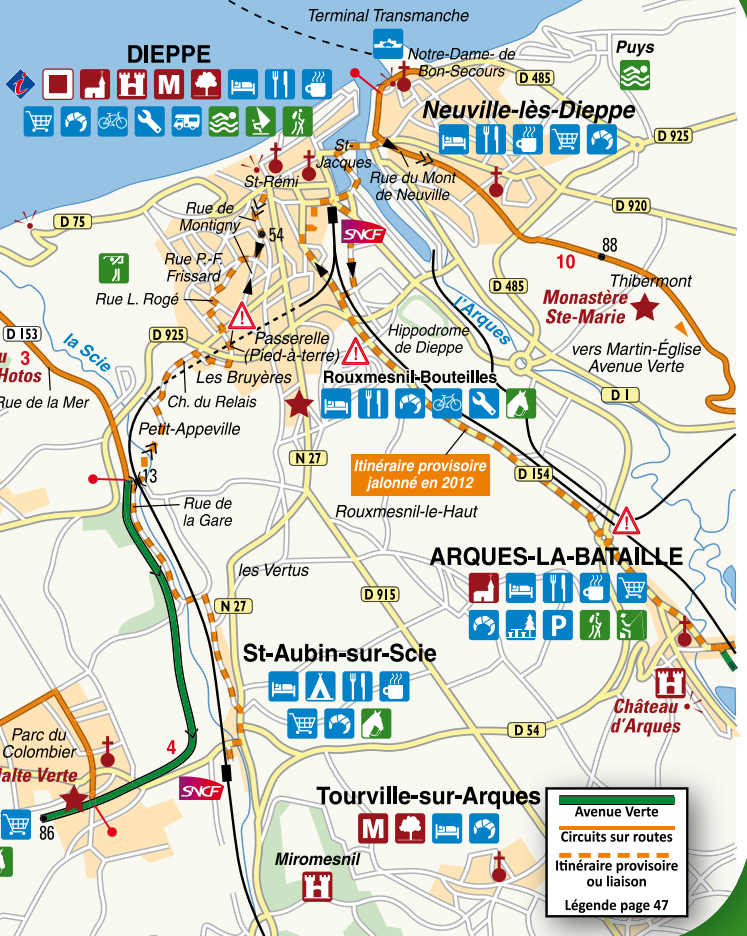 Terminal Transmanche
DIEPPE
Notre-Dame- de
Bon-Secours
Puys
D 485
i
M
Neuville-lès-Dieppe
D 925
St-
Jacques
St-Rémi
Rue du Mont
de Neuville
D 920
Rue de
Montigny
D 75
54
SNCF
88
10
Rue P.-F.
Frissard
Thibermont
D 485
l'Arques
Monastère
Ste-Marie
Rue L. Rogé
D 153
la Scie
D 925
Passerelle
(Pied-à-terre)
Hippodrome
de Dieppe
vers Martin-Église
Avenue Verte
u 3
Hotos
Les Bruyères
Rouxmesnil-Bouteilles
D 1
Rue de la Mer
Ch. du Relais
Petit-Appeville
N 27
Itinéraire provisoire
jalonné en 2012
D 154
13
Rue de
la Gare
Rouxmesnil-le-Haut
ARQUES-LA-BATAILLE
les Vertus
D 915
N 27
P
St-Aubin-sur-Scie
Château
d'Arques
Parc du
Colombier
4
D 54
alte Verte
SNCF
86
Tourville-sur-Arques
M
Miromesnil
Avenue Verte
Circuits sur routes
Itinéraire provisoire
ou liaison
Légende page 47